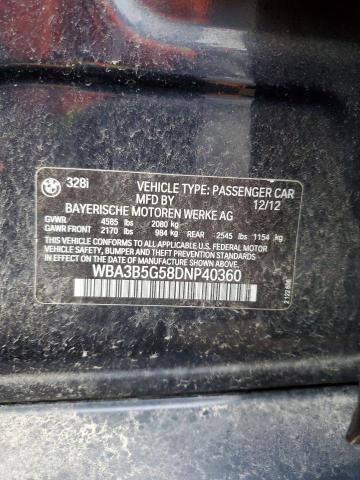 328i VEHICLE TYPE: PASSENGER CAR
MFD BY 12/12
BAYERISCHE MOTOREN WERKE AG
GVWR 4585 lbs 2080 kg
GAWR FRONT 2170 lbs 984 kg REAR 2545 lbs 1154 kg
THIS VEHICLE CONFORMS TO ALL APPLICABLE U.S. FEDERAL MOTOR
VEHICLE SAFETY, BUMPER, AND THEFT PREVENTION STANDARDS IN
EFFECT ON THE DATE OF MANUFACTURE SHOWN ABOVE.
WBA3B5G58DNP40360